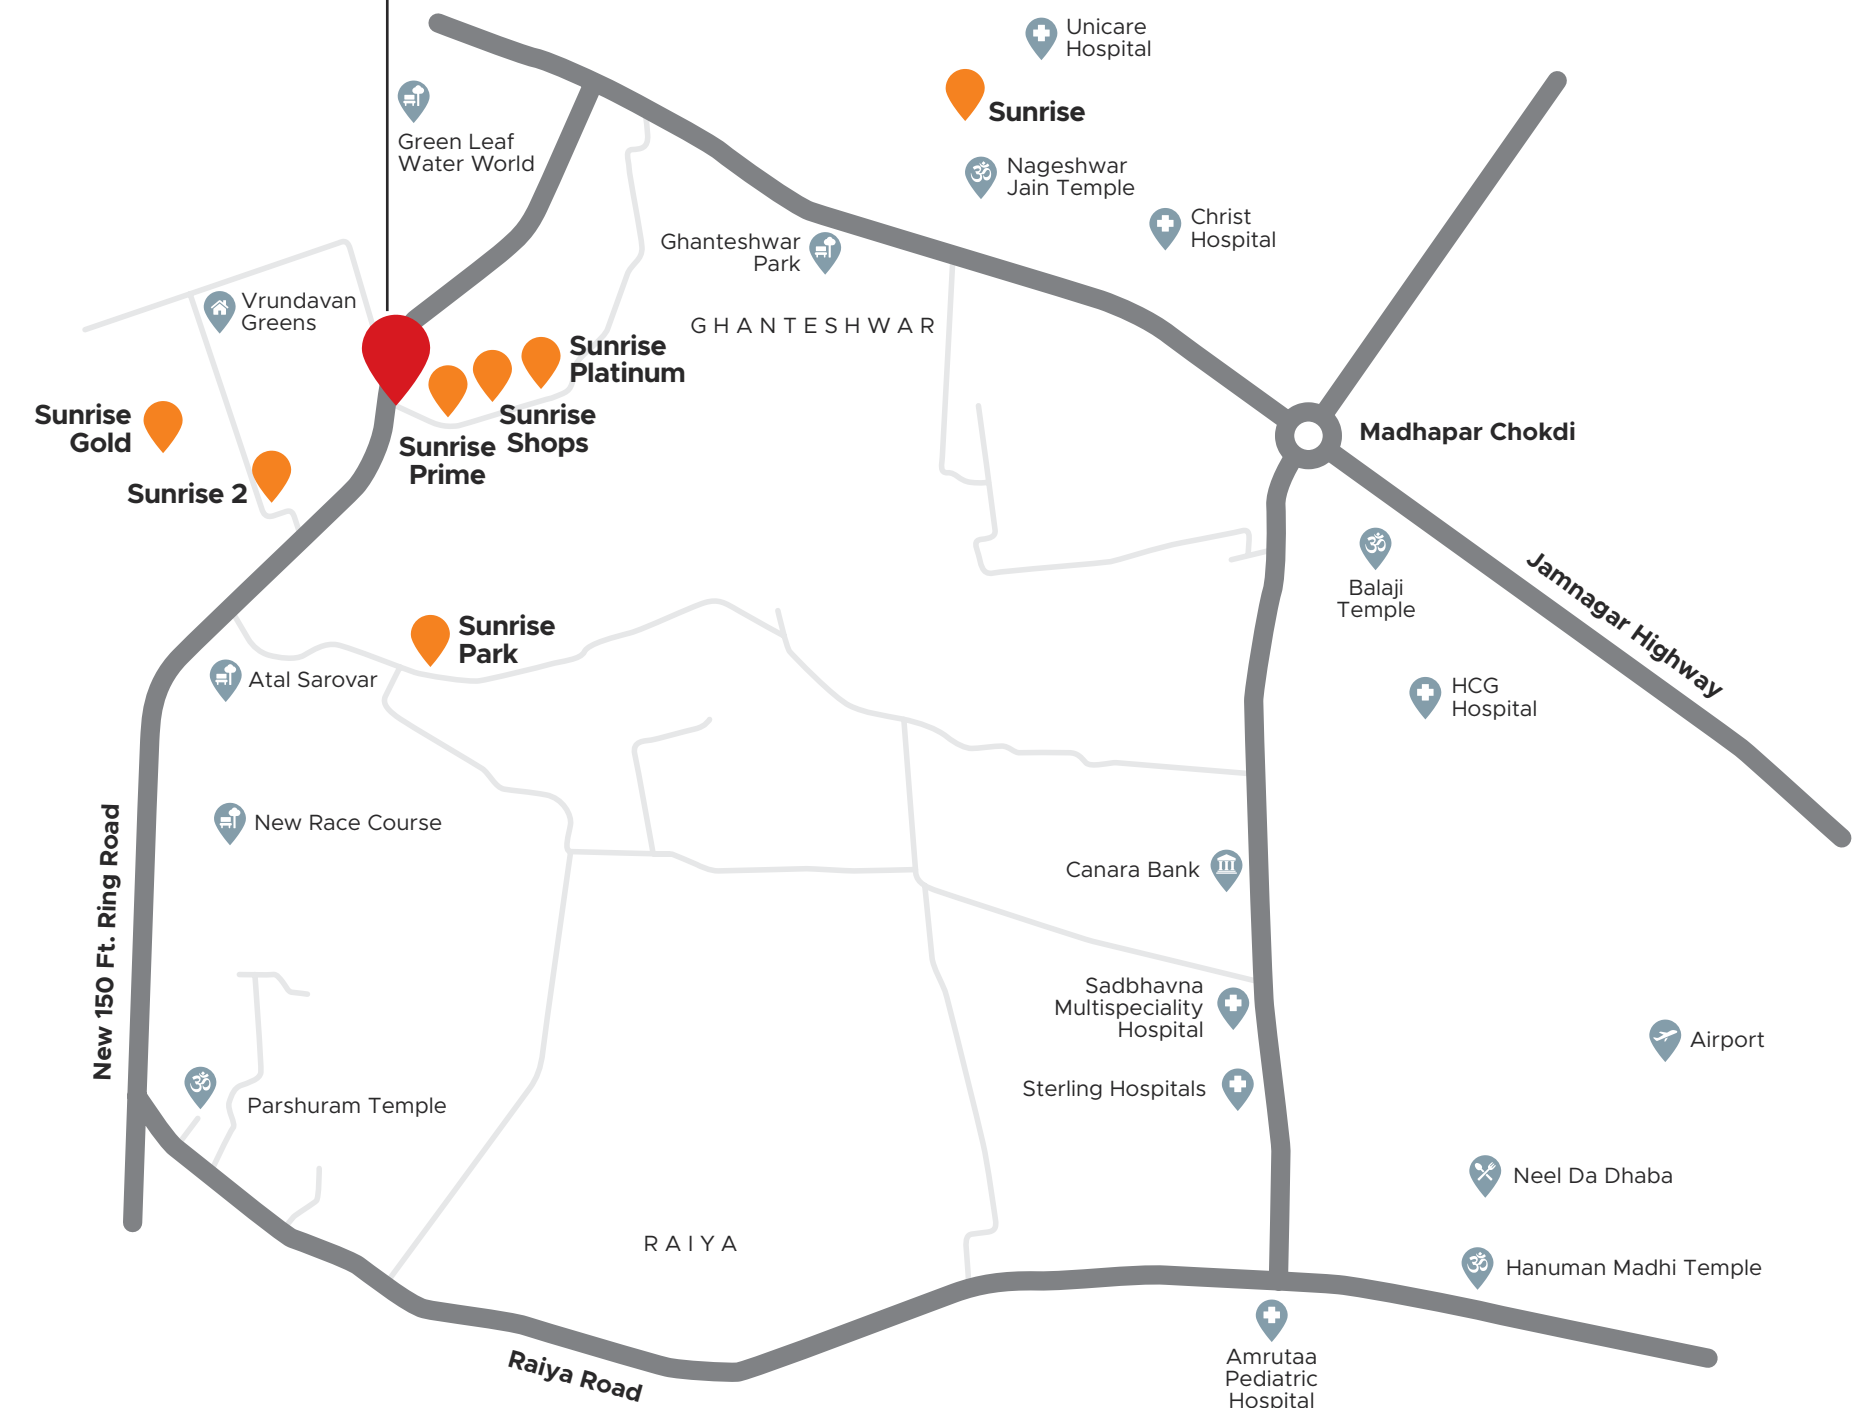 Unicare
Hospital
Sunrise
Green Leaf
Water World
Nageshwar
Jain Temple
Christ
Hospital
Ghanteshwar
Park
Vrundavan
Greens
GHANTESHWAR
Sunrise
Platinum
Sunrise
Gold
Sunrise
Shops
Sunrise
Prime
Madhapar Chokdi
Sunrise 2
Jamnagar Highway
Balaji
Temple
Sunrise
Park
Atal Sarovar
HCG
Hospital
New 150 Ft. Ring Road
New Race Course
Canara Bank
Sadbhavna
Multispeciality
Hospital
Airport
Sterling Hospitals
Parshuram Temple
Neel Da Dhaba
RAIYA
Hanuman Madhi Temple
Raiya Road
Amrutaa
Pediatric
Hospital